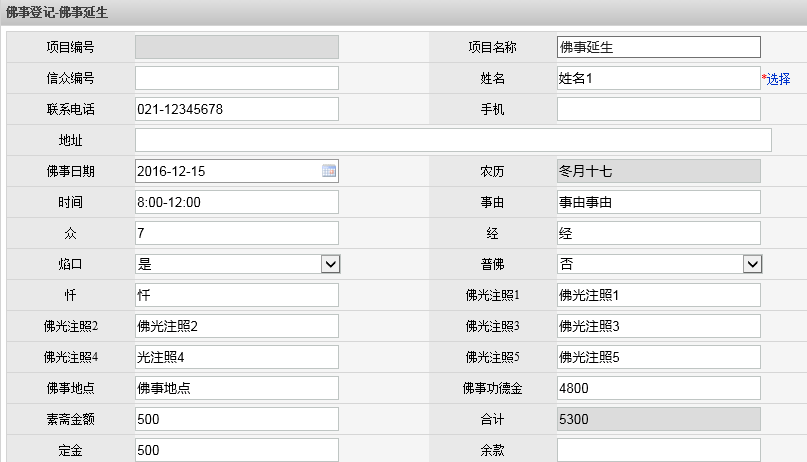 佛事登记-佛事延生
项目编号 项目名称 佛事延生
信众编号 姓名 姓名1 *选择
联系电话 021-12345678 手机
地址
佛事日期 2016-12-15 农历 冬月十七
时间 8:00-12:00 事由 事由事由
众 7 经 经
焰口 是 普佛 否
忏 忏 佛光注照1 佛光注照1
佛光注照2 佛光注照2 佛光注照3 佛光注照3
佛光注照4 光注照4 佛光注照5 佛光注照5
佛事地点 佛事地点 佛事功德金 4800
素斋金额 500 合计 5300
定金 500 余款